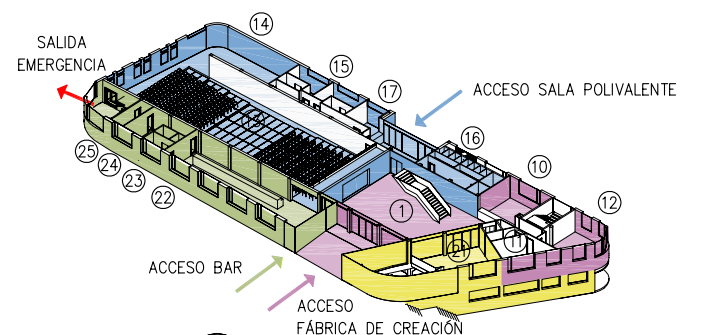 14
SALIDA
EMERGENCIA
15
17
ACCESO SALA POLIVALENTE
16
10
12
1
11
21
25
24
23
22
ACCESO BAR
ACCESO
FÁBRICA DE CREACIÓN